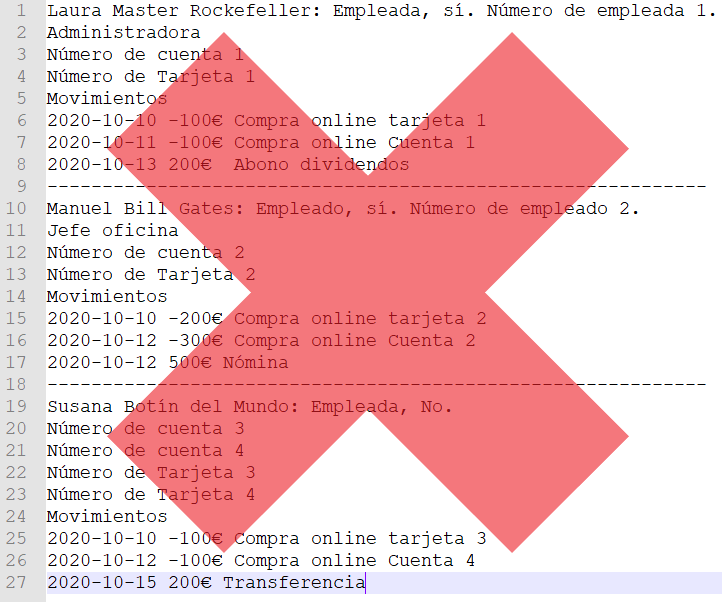 1 Laura Master Rockefeller: Empleada, sí. Número de empleada 1.
2 Administradora
3 Número de cuenta 1
4 Número de Tarjeta 1
5 Movimientos
6 2020-10-10 -100€ Compra online tarjeta 1
7 2020-10-11 -100€ Compra online Cuenta 1
8 2020-10-13 200€  Abono dividendos
9 ------------------------------------------------------------
10 Manuel Bill Gates: Empleado, sí. Número de empleado 2.
11 Jefe oficina
12 Número de cuenta 2
13 Número de Tarjeta 2
14 Movimientos
15 2020-10-10 -200€ Compra online tarjeta 2
16 2020-10-12 -300€ Compra online Cuenta 2
17 2020-10-12 500€ Nómina
18 ------------------------------------------------------------
19 Susana Botín del Mundo: Empleada, No.
20 Número de cuenta 3
21 Número de cuenta 4
22 Número de Tarjeta 3
23 Número de Tarjeta 4
24 Movimientos
25 2020-10-10 -100€ Compra online tarjeta 3
26 2020-10-12 -100€ Compra online Cuenta 4
27 2020-10-15 200€ Transferencia